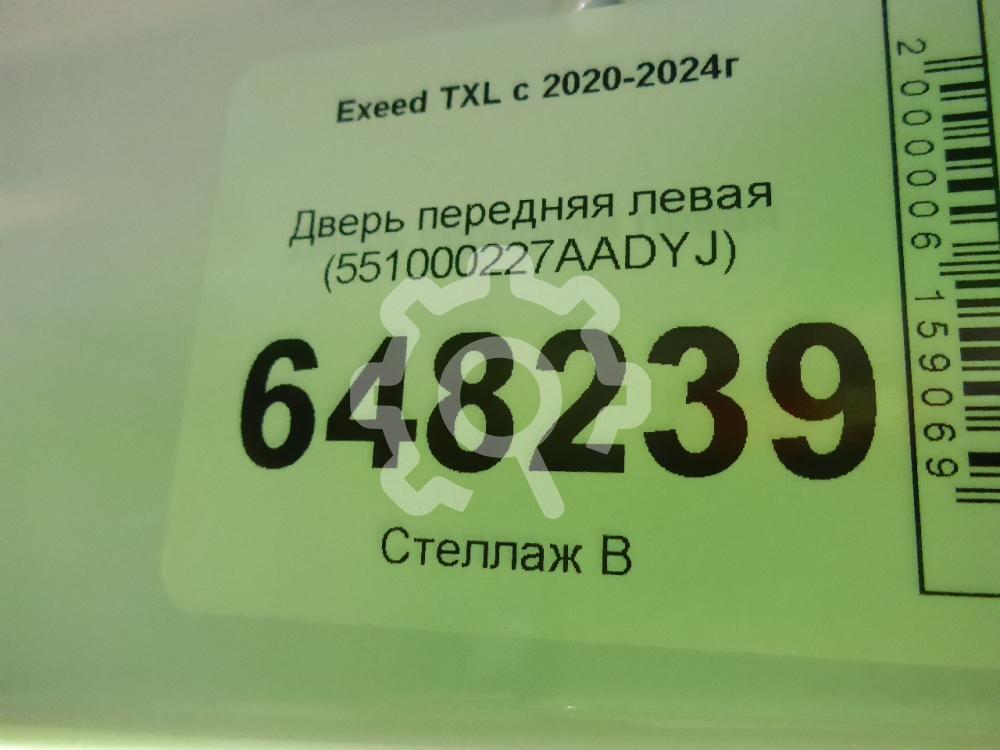 Exeed TXL с 2020-2024г
Дверь передняя левая
(551000227AADYJ)
648239
Стеллаж В
2000006159069